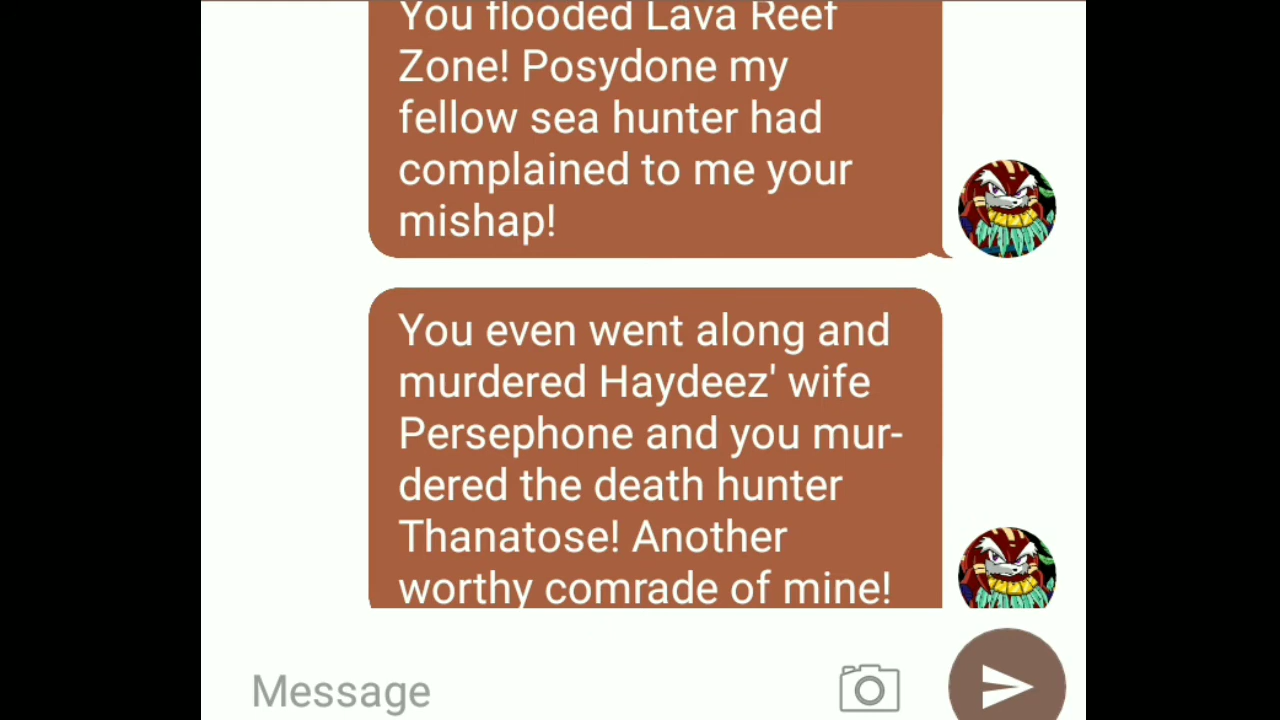 You flooded Lava Reef
Zone! Posydone my
fellow sea hunter had
complained to me your
mishap!
You even went along and
murdered Haydeez' wife
Persephone and you mur-
dered the death hunter
Thanatose! Another
worthy comrade of mine!
Message